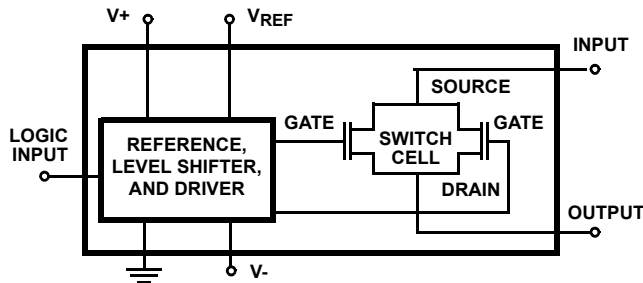 V+
VREF
INPUT
SOURCE
LOGIC
INPUT
REFERENCE,
LEVEL SHIFTER,
AND DRIVER
GATE
SWITCH
CELL
GATE
DRAIN
OUTPUT
V-